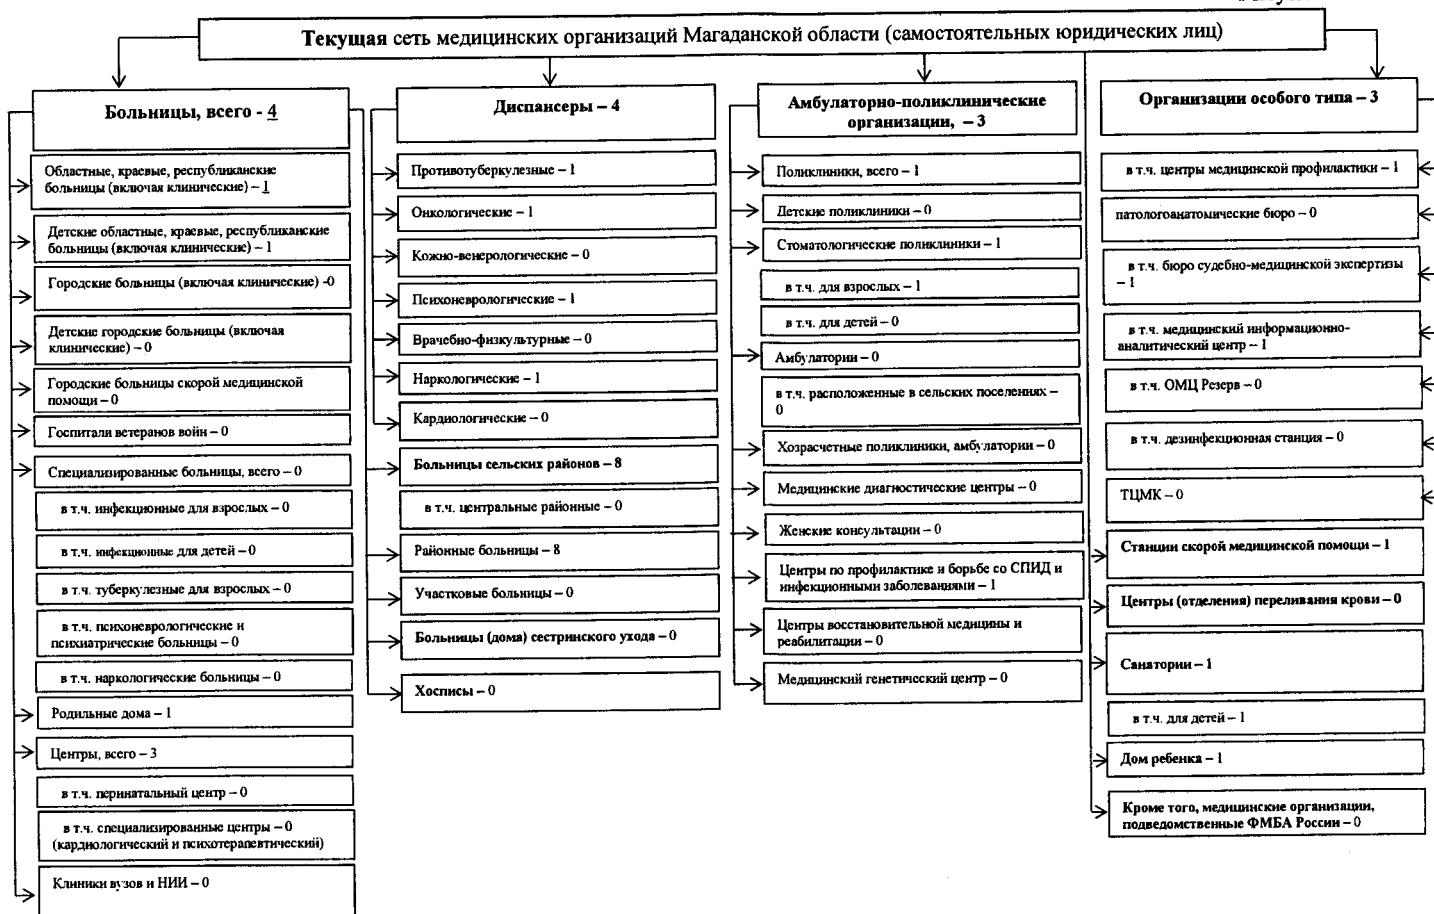 Текущая сеть медицинских организаций Магаданской области (самостоятельных юридических лиц)
Больницы, всего - 4
Областные, краевые, республиканские
больницы (включая клинические) – 1
Детские областные, краевые, республиканские
больницы (включая клинические) – 1
Городские больницы (включая клинические) -0
Детские городские больницы (включая
клинические) – 0
Городские больницы скорой медицинской
помощи – 0
Госпитали ветеранов войн – 0
Специализированные больницы, всего – 0
в т.ч. инфекционные для взрослых – 0
в т.ч. инфекционные для детей – 0
в т.ч. туберкулезные для взрослых – 0
в т.ч. психоневрологические и
психиатрические больницы – 0
в т.ч. наркологические больницы – 0
Родильные дома – 1
Центры, всего – 3
в т.ч. перинатальный центр – 0
в т.ч. специализированные центры – 0
(кардиологический и психотерапевтический)
Клиники вузов и НИИ – 0
Диспансеры – 4
Противотуберкулезные – 1
Онкологические – 1
Кожно-венерологические – 0
Психоневрологические – 1
Врачебно-физкультурные – 0
Наркологические – 1
Кардиологические – 0
Больницы сельских районов – 8
в т.ч. центральные районные – 0
Районные больницы – 8
Участковые больницы – 0
Больницы (дома) сестринского ухода – 0
Хосписы – 0
Амбулаторно-поликлинические
организации, – 3
Поликлиники, всего – 1
Детские поликлиники – 0
Стоматологические поликлиники – 1
в т.ч. для взрослых – 1
в т.ч. для детей – 0
Амбулатории – 0
в т.ч. расположенные в сельских поселениях –
0
Хозрасчетные поликлиники, амбулатории – 0
Медицинские диагностические центры – 0
Женские консультации – 0
Центры по профилактике и борьбе со СПИД и
инфекционными заболеваниями – 1
Центры восстановительной медицины и
реабилитации – 0
Медицинский генетический центр – 0
Организации особого типа – 3
в т.ч. центры медицинской профилактики – 1
патологоанатомические бюро – 0
в т.ч. бюро судебно-медицинской экспертизы
– 1
в т.ч. медицинский информационно-
аналитический центр – 1
в т.ч. ОМЦ Резерв – 0
в т.ч. дезинфекционная станция – 0
ТЦМК – 0
Станции скорой медицинской помощи – 1
Центры (отделения) переливания крови – 0
Санатории – 1
в т.ч. для детей – 1
Дом ребенка – 1
Кроме того, медицинские организации,
подведомственные ФМБА России – 0